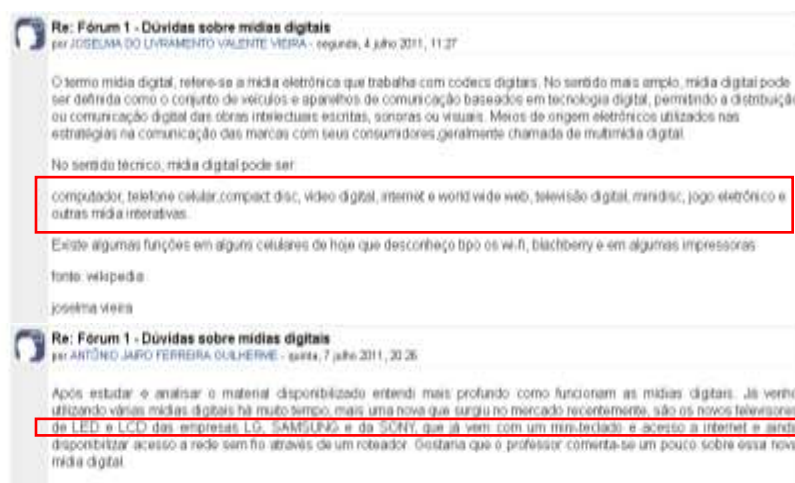 Re: Fórum 1 - Dúvidas sobre mídias digitais
por JOSELMA DO LIVRAMENTO VALENTE VIEIRA - segunda, 4 julho 2011, 11:27
O termo mídia digital, refere-se a mídia eletrônica que trabalha com codecs digitais. No sentido mais amplo, mídia digital pode
ser definida como o conjunto de veículos e aparelhos de comunicação baseados em tecnologia digital, permitindo a distribuição
ou comunicação digital das obras intelectuais escritas, sonoras ou visuais. Meios de origem eletrônicos utilizados nas
estratégias na comunicação das marcas com seus consumidores,geralmente chamada de multimídia digital.
No sentido técnico, mídia digital pode ser:
computador, telefone celular,compact disc, vídeo digital, internet e world wide web, televisão digital, minidisc, jogo eletrônico e
outras mídia interativas.
Existe algumas funções em alguns celulares de hoje que desconheço tipo os wi-fi, blachberry e em algumas impressoras
fonte: wikipedia
joselma vieira
Re: Fórum 1 - Dúvidas sobre mídias digitais
por ANTÔNIO JAIRO FERREIRA GUILHERME - quinta, 7 julho 2011, 20:26
Após estudar e analisar o material disponibilizado entendi mais profundo como funcionam as mídias digitais. Já venho
utilizando várias mídias digitais há muito tempo, mais uma nova que surgiu no mercado recentemente, são os novos televisores
de LED e LCD das empresas LG, SAMSUNG e da SONY, que já vem com um mini-teclado e acesso a internet e ainda
disponibilizar acesso a rede sem fio através de um roteador. Gostaria que o professor comenta-se um pouco sobre essa nova
mídia digital.